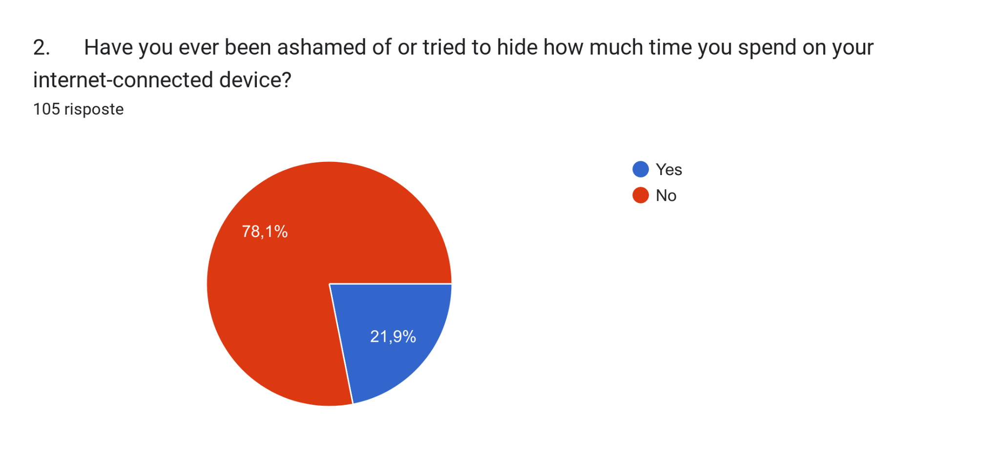 2. Have you ever been ashamed of or tried to hide how much time you spend on your
internet-connected device?
105 risposte
Yes
No
78,1%
21,9%